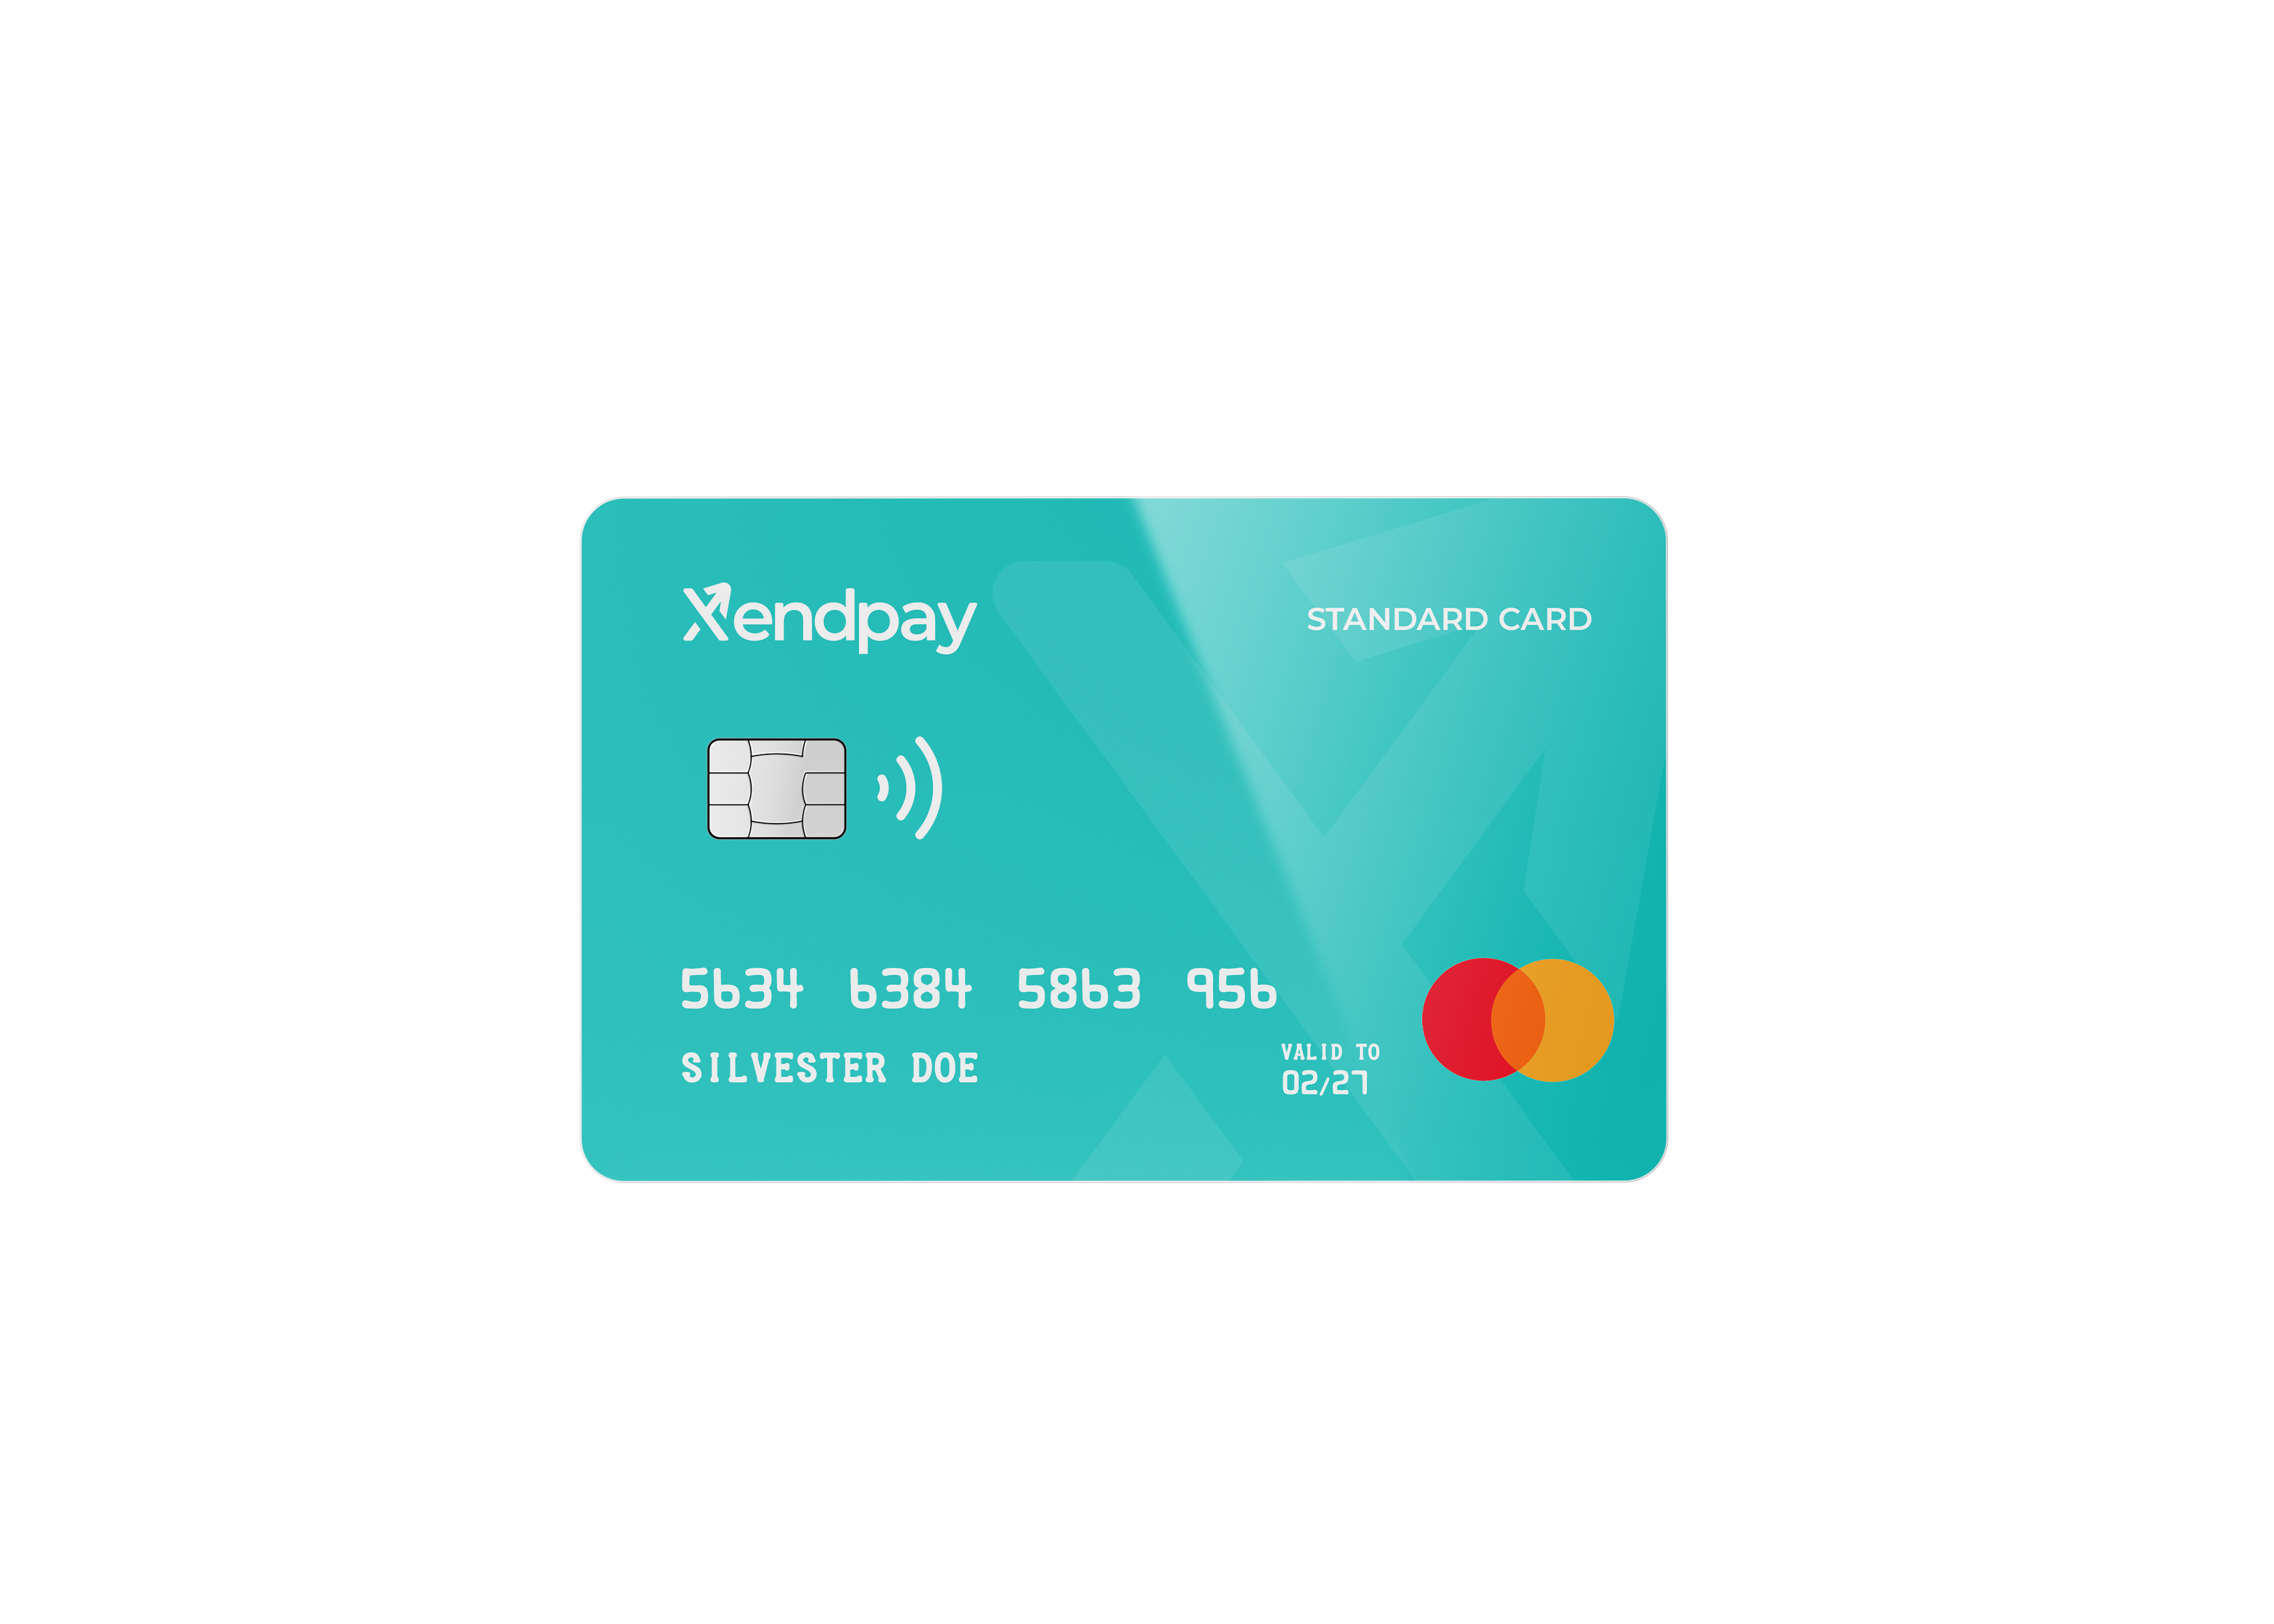 Xendpay
STANDARD CARD
5634 6384 5863 956
SILVESTER DOE
VALID TO
02/27